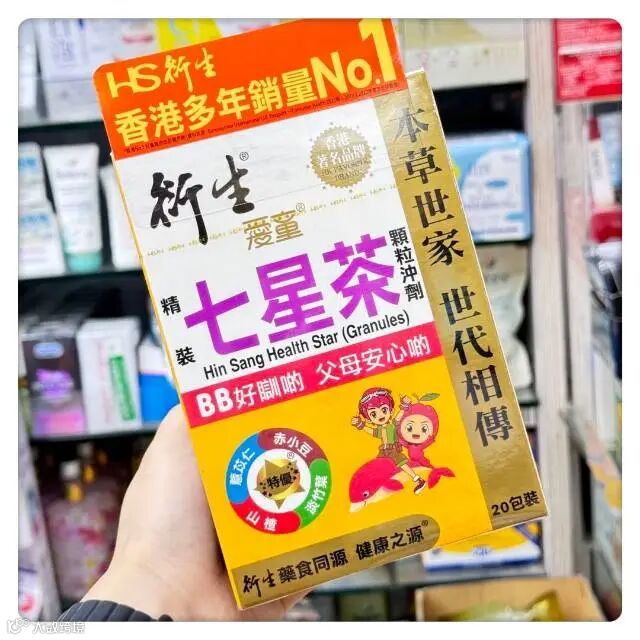 HS衍生
香港多年銷量No.1
衍生®
愛童®
香港
著名品牌
精裝
七星茶
顆粒沖劑
Hin Sang Health Star (Granules)
BB好瞓啲 父母安心啲
薏苡仁
赤小豆
特優
山楂
淡竹葉
衍生藥食同源 健康之源®
本草世家 世代相傳
20包裝
大數跨境